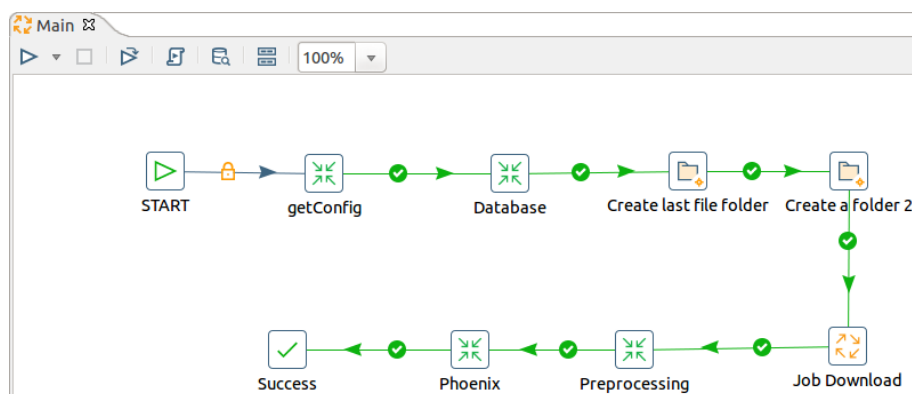 Main
100%
START
getConfig
Database
Create last file folder
Create a folder 2
Success
Phoenix
Preprocessing
Job Download